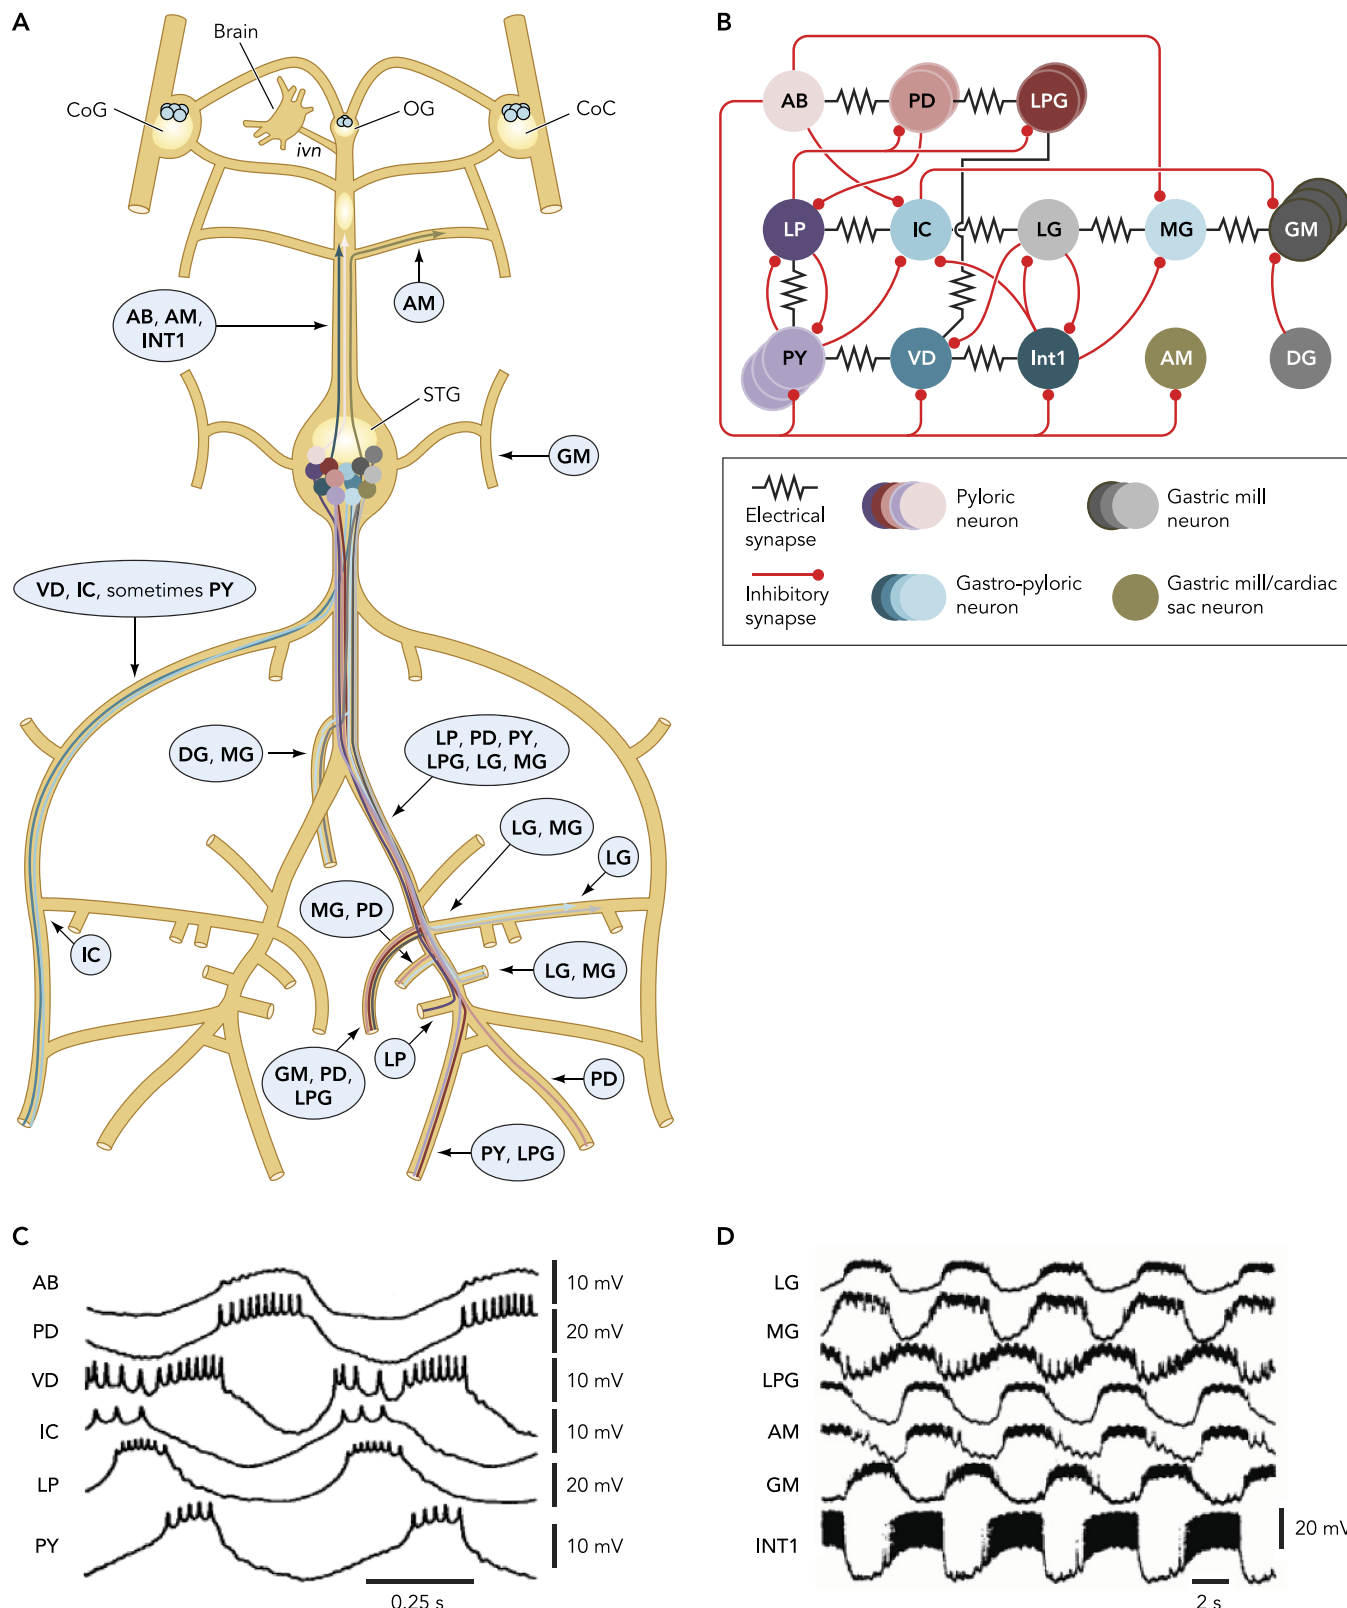 A
Brain
CoG
OG
CoC
ivn
AM
AB, AM,
INT1
STG
GM
VD, IC, sometimes PY
DG, MG
LP, PD, PY,
LPG, LG, MG
LG, MG
LG
MG, PD
IC
LG, MG
LP
GM, PD,
LPG
PD
PY, LPG
B
AB
PD
LPG
LP
IC
LG
MG
GM
PY
VD
Int1
AM
DG
Electrical
synapse
Pyloric
neuron
Gastric mill
neuron
Inhibitory
synapse
Gastro-pyloric
neuron
Gastric mill/cardiac
sac neuron
C
AB
10 mV
PD
20 mV
VD
10 mV
IC
10 mV
LP
20 mV
PY
10 mV
0.25 s
D
LG
MG
LPG
AM
GM
INT1
20 mV
2 s